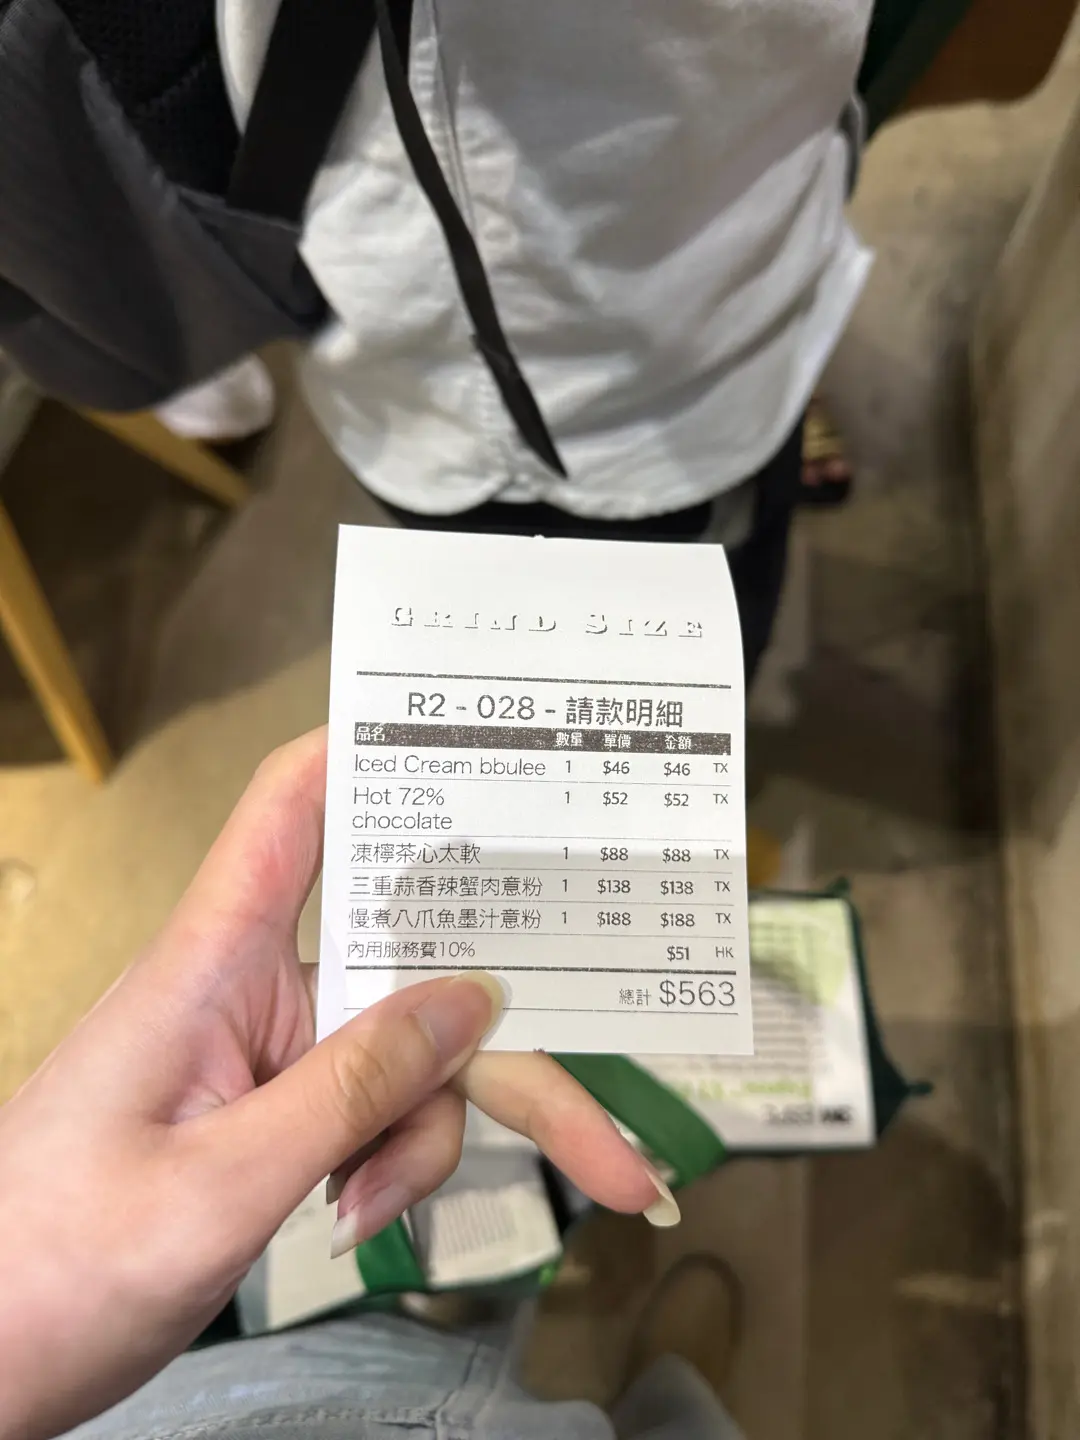 GRIND SIZE
R2 - 028 - 請款明細
品名 數量 單價 金額
Iced Cream bbulee 1 $46 $46 TX
Hot 72% 1 $52 $52 TX
chocolate
凍檸茶心太軟 1 $88 $88 TX
三重蒜香辣蟹肉意粉 1 $138 $138 TX
慢煮八爪魚墨汁意粉 1 $188 $188 TX
內用服務費10% $51 HK
總計 $563